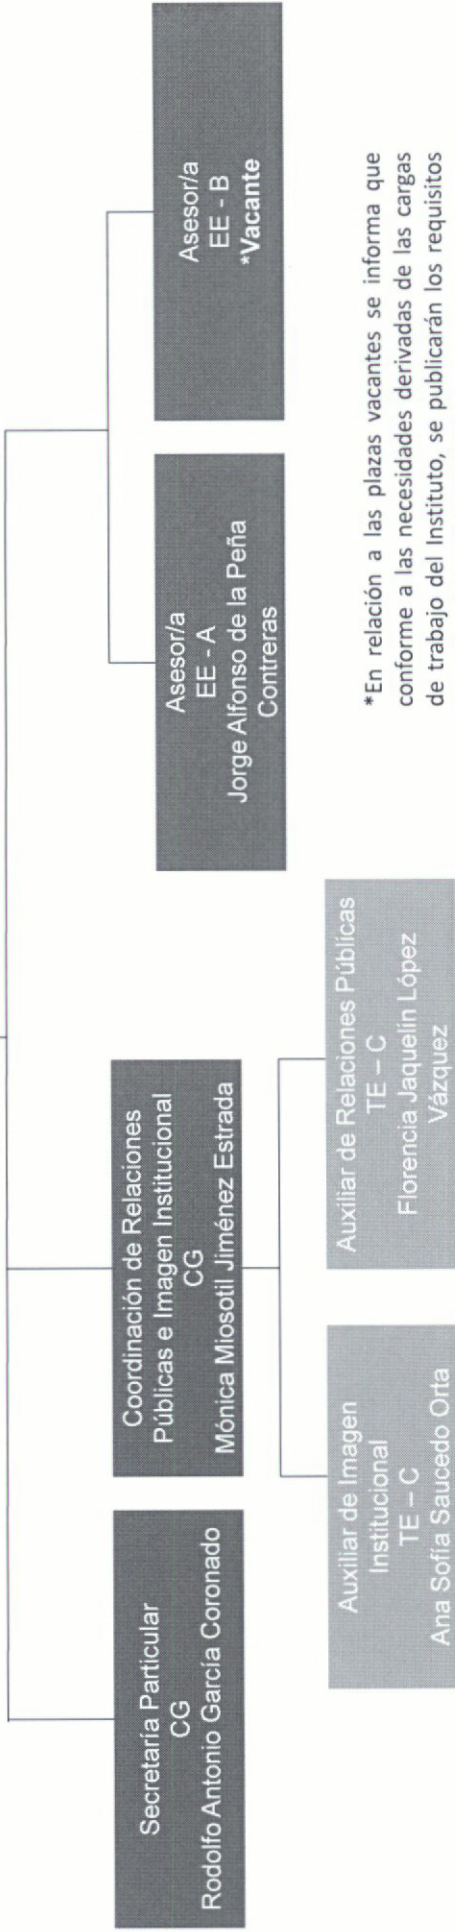 Secretaría Particular
CG
Rodolfo Antonio García Coronado
Coordinación de Relaciones
Públicas e Imagen Institucional
CG
Mónica Miosotil Jiménez Estrada
Asesor/a
EE - A
Jorge Alfonso de la Peña
Contreras
Asesor/a
EE - B
*Vacante
Auxiliar de Imagen
Institucional
TE – C
Ana Sofía Saucedo Orta
Auxiliar de Relaciones Públicas
TE – C
Florencia Jaquelín López
Vázquez
*En relación a las plazas vacantes se informa que
conforme a las necesidades derivadas de las cargas
de trabajo del Instituto, se publicarán los requisitos